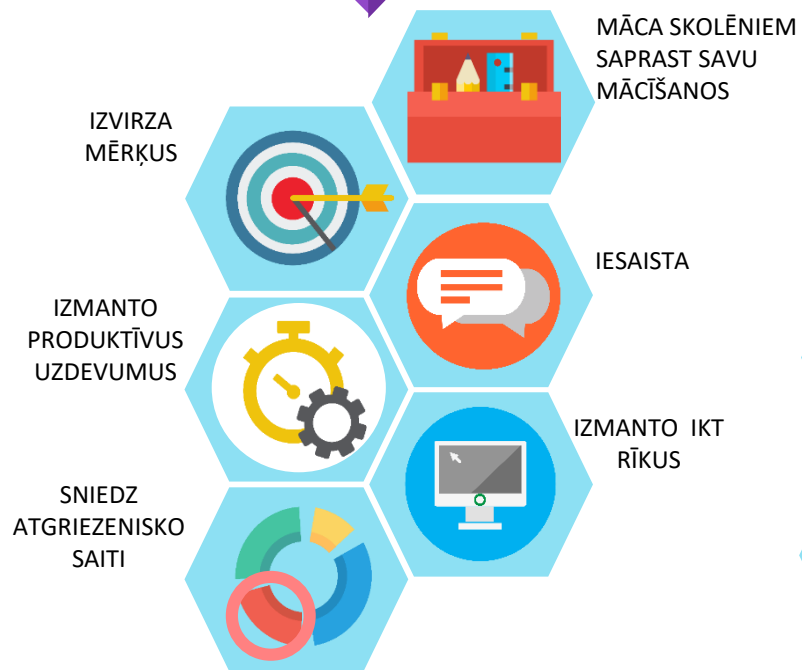 MĀCA SKOLĒNIEM
SAPRAST SAVU
MĀCĪŠANOS
IZVIRZA
MĒRĶUS
IESAISTA
IZMANTO
PRODUKTĪVUS
UZDEVUMUS
IZMANTO IKT
RĪKUS
SNIEDZ
ATGRIEZENISKO
SAITI